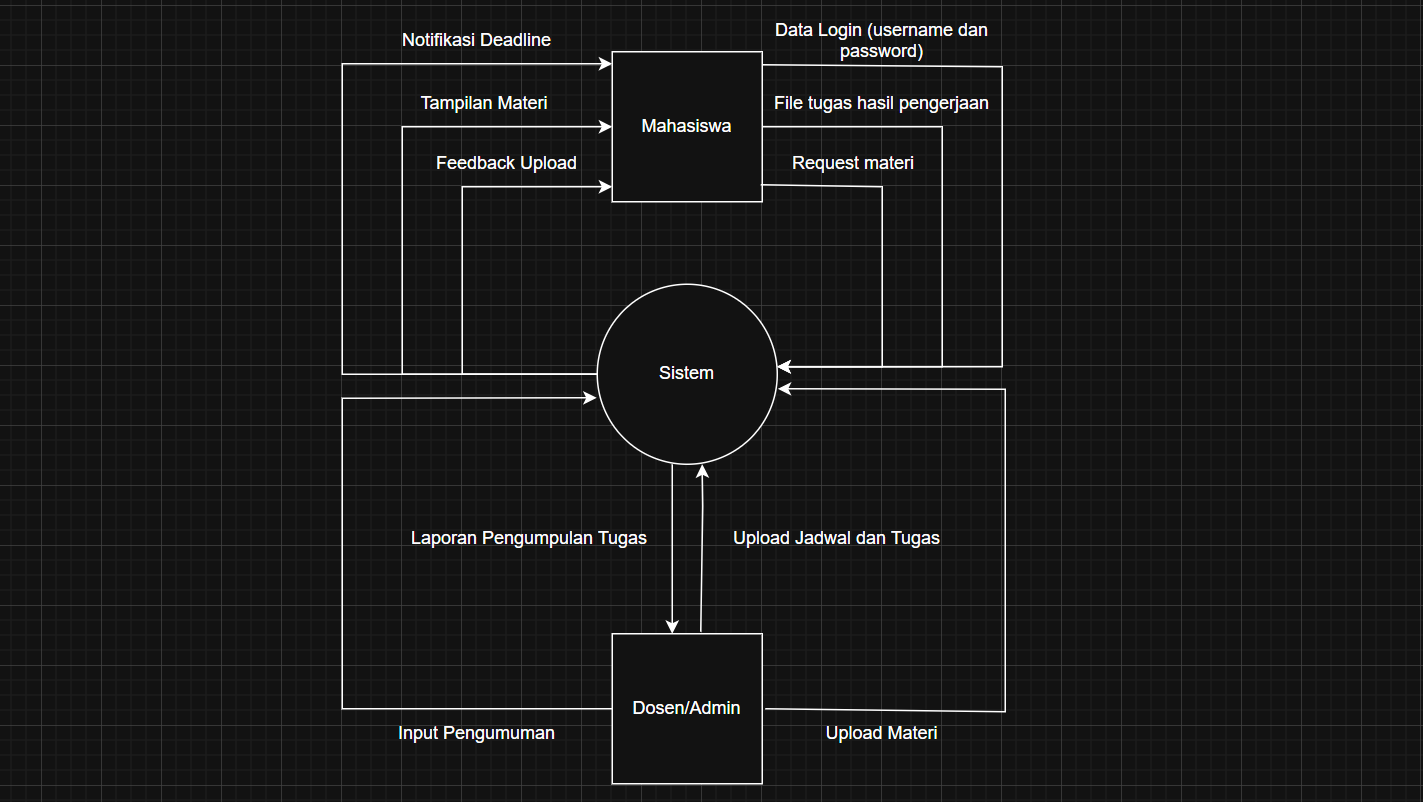 Notifikasi Deadline
Data Login (username dan
password)
Tampilan Materi
File tugas hasil pengerjaan
Mahasiswa
Feedback Upload
Request materi
Sistem
Laporan Pengumpulan Tugas
Upload Jadwal dan Tugas
Dosen/Admin
Input Pengumuman
Upload Materi